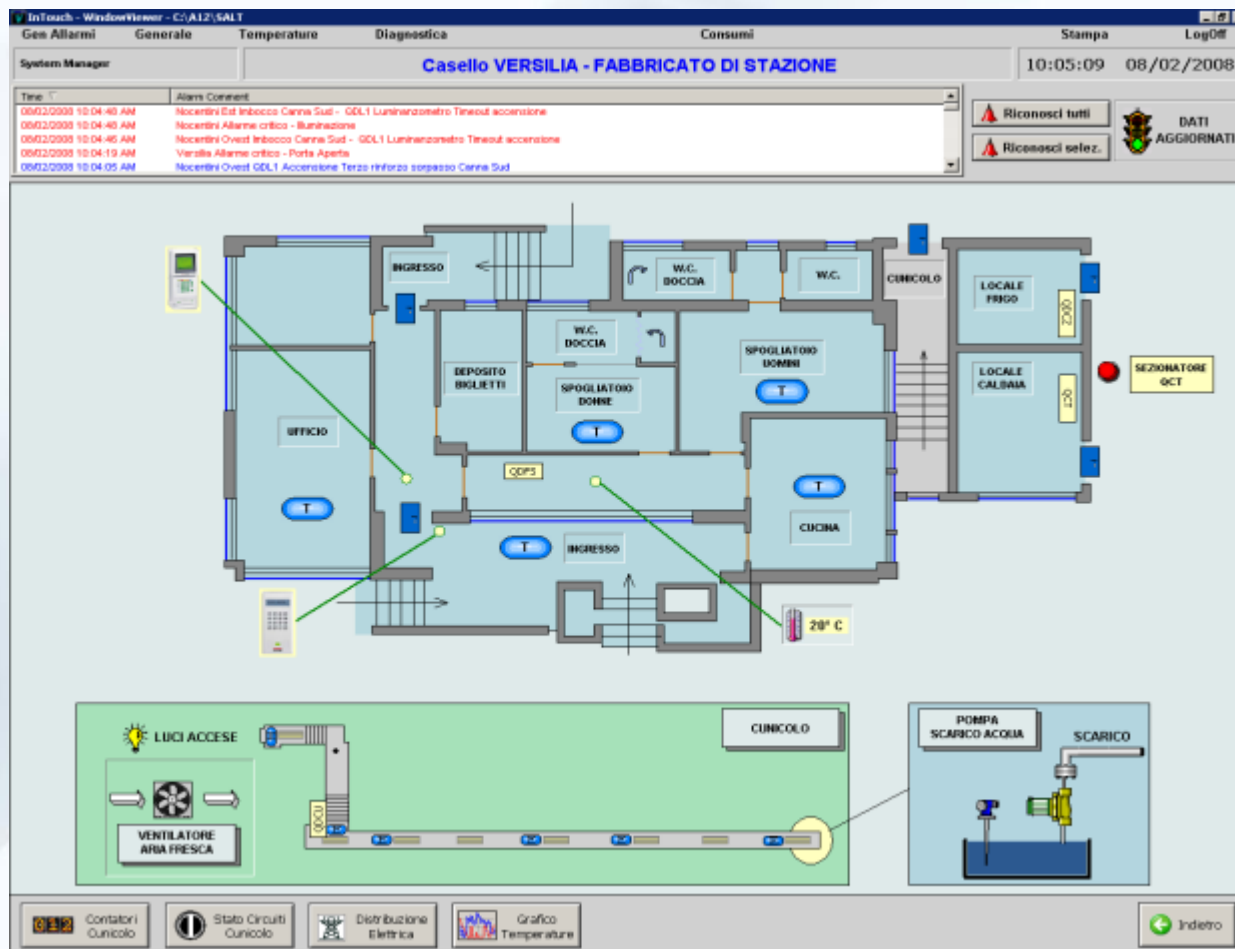 InTouch - WindowViewer - C:\A12\SALT
Gen Allarmi Generale Temperature Diagnostica Consumi Stampa LogOff
System Manager
Casello VERSILIA - FABBRICATO DI STAZIONE
10:05:09 08/02/2008
Time Alarm Comment
08/02/2008 10:04:48 AM Nocentini Est Imbocco Canna Sud - GDL1 Luminanzometro Timeout accensione
08/02/2008 10:04:48 AM Nocentini Allarme critico - Illuminazione
08/02/2008 10:04:46 AM Nocentini Ovest Imbocco Canna Sud - GDL1 Luminanzometro Timeout accensione
08/02/2008 10:04:19 AM Versilia Allarme critico - Porta Aperta
08/02/2008 10:04:05 AM Nocentini Ovest GDL1 Accensione Terzo rinforzo sorpasso Canna Sud
Riconosci tutti
Riconosci selez.
DATI
AGGIORNATI
INGRESSO
W.C.
DOCCIA
W.C.
CUNICOLO
LOCALE
FRIGO
QDC2
W.C.
DOCCIA
DEPOSITO
BIGLIETTI
SPOGLIATOIO
DONNE
T
SPOGLIATOIO
UOMINI
T
LOCALE
CALDAIA
QCT
SEZIONATORE
QCT
UFFICIO
T
QDPS
T
CUCINA
T
INGRESSO
20° C
LUCI ACCESE
CUNICOLO
QDCU
VENTILATORE
ARIA FRESCA
POMPA
SCARICO ACQUA
SCARICO
Contatori
Cunicolo
Stato Circuiti
Cunicolo
Distribuzione
Elettrica
Grafico
Temperature
Indietro